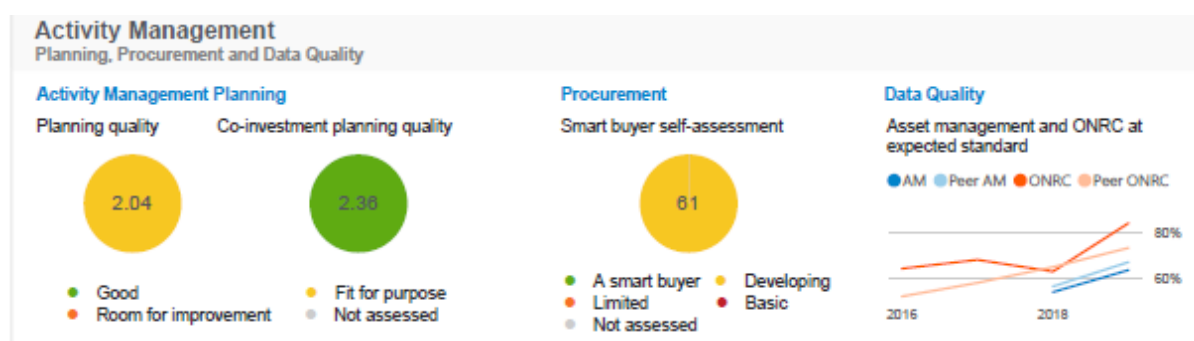 Activity Management
Planning, Procurement and Data Quality
Activity Management Planning
Planning quality
Co-investment planning quality
2.04
2.36
Good
Fit for purpose
Room for improvement
Not assessed
Procurement
Smart buyer self-assessment
61
A smart buyer
Developing
Limited
Basic
Not assessed
Data Quality
Asset management and ONRC at
expected standard
AM Peer AM ONRC Peer ONRC
80%
60%
2016
2018